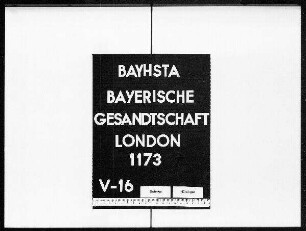 BAYHSTA
BAYERISCHE
GESANDTSCHAFT
LONDON
1173
V-16